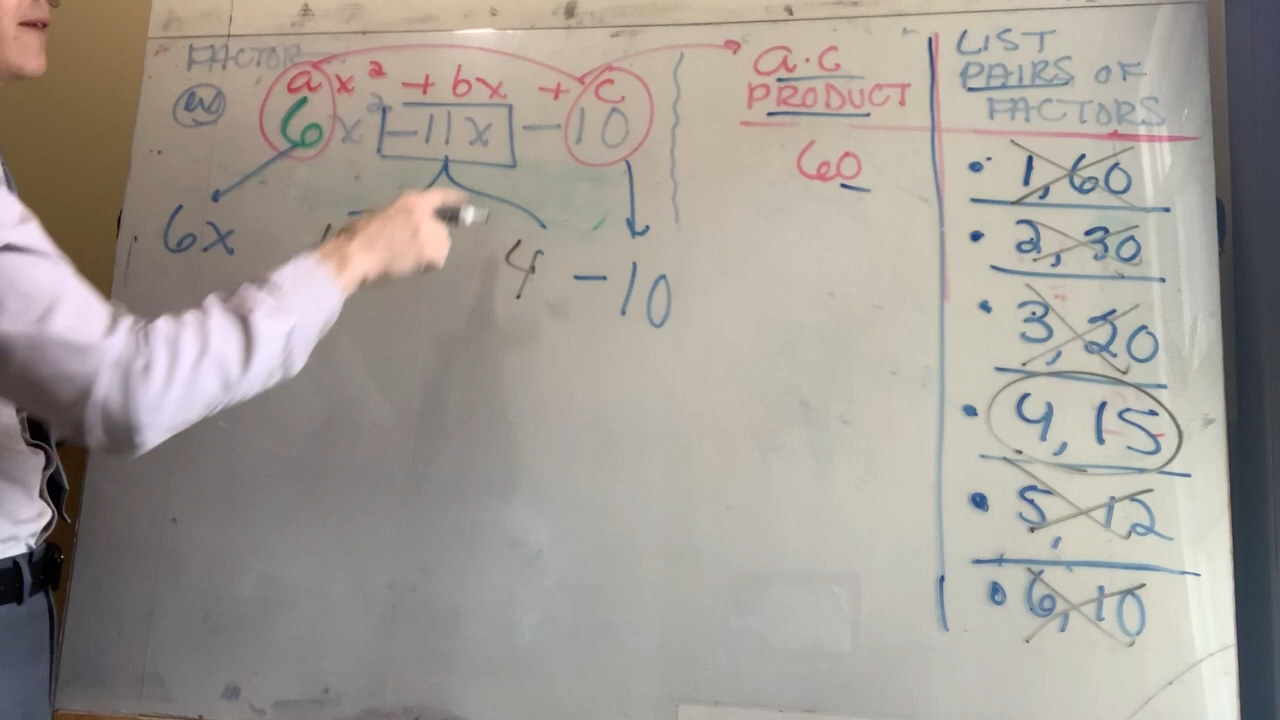 FACTOR
ax² + bx + c
ex
6x² -11x - 10
6x
4 -10
a.c
PRODUCT
60
LIST
PAIRS OF
FACTORS
• 1, 60
• 2, 30
• 3, 20
• 4, 15
• 5, 12
• 6, 10